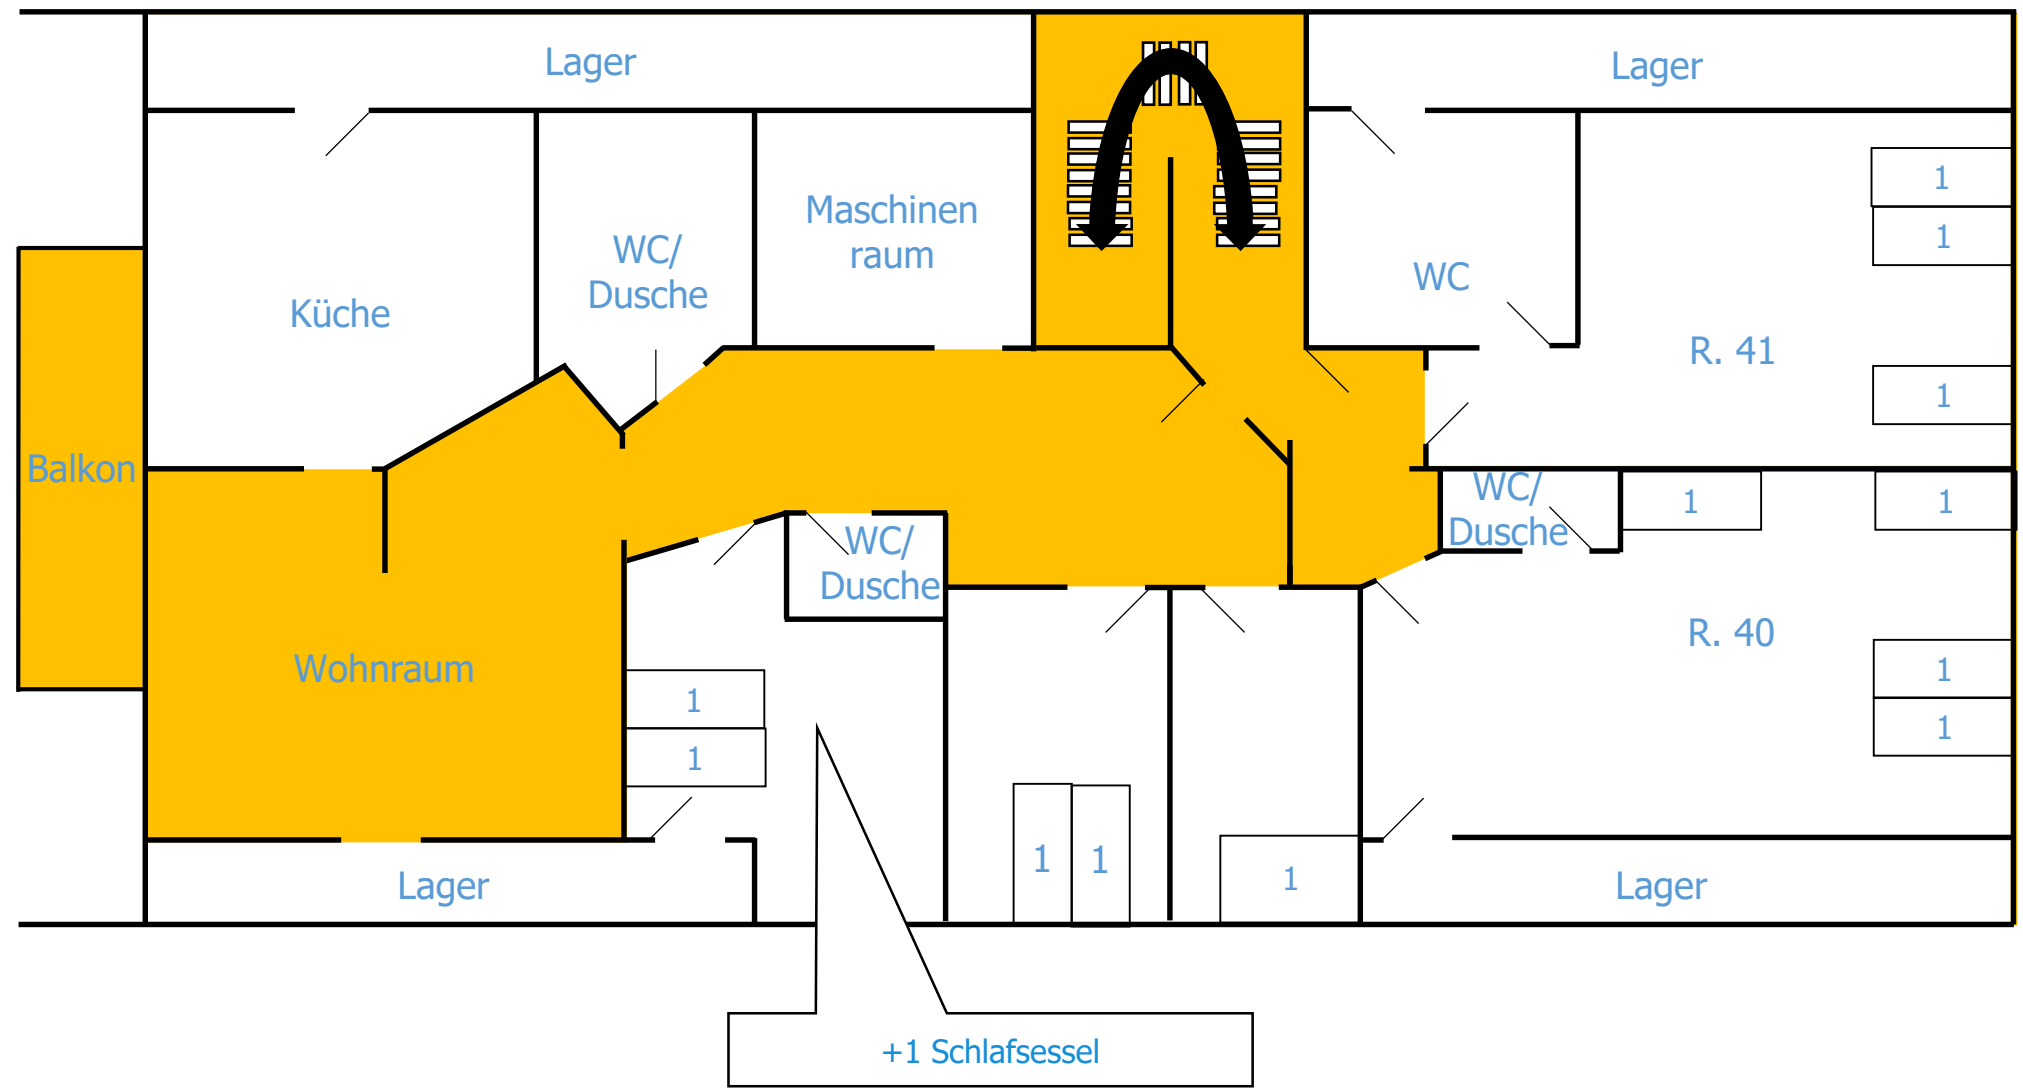 Lager
Lager
Maschinen
raum
1
1
WC/
Dusche
WC
Küche
R. 41
1
Balkon
WC/
Dusche
1
1
WC/
Dusche
R. 40
Wohnraum
1
1
1
1
1
1
1
Lager
Lager
+1 Schlafsessel